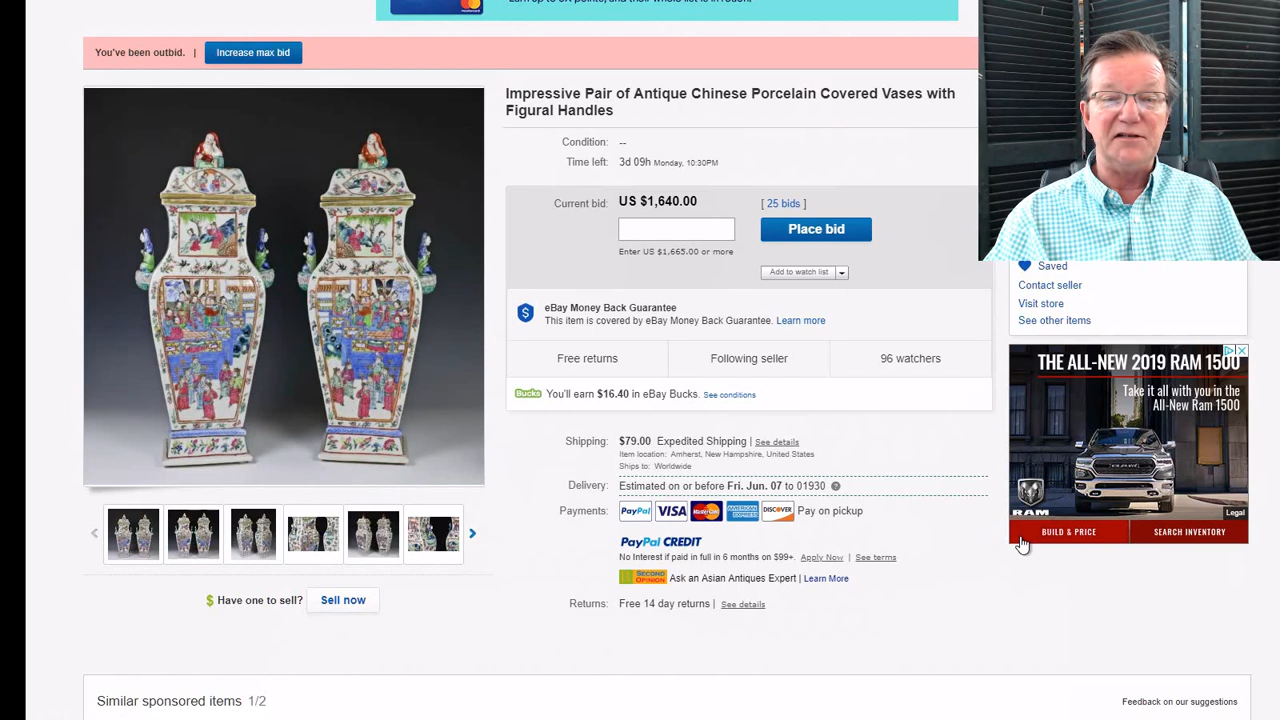 You've been outbid. | Increase max bid
Impressive Pair of Antique Chinese Porcelain Covered Vases with
Figural Handles
Condition: --
Time left: 3d 09h Monday, 10:30PM
Current bid: US $1,640.00 [ 25 bids ]
Place bid
Enter US $1,665.00 or more
Add to watch list
Saved
Contact seller
Visit store
See other items
eBay Money Back Guarantee
This item is covered by eBay Money Back Guarantee. Learn more
Free returns Following seller 96 watchers
Bucks You'll earn $16.40 in eBay Bucks. See conditions
THE ALL-NEW 2019 RAM 1500
Take it all with you in the
All-New Ram 1500
RAM Legal
BUILD & PRICE SEARCH INVENTORY
Shipping: $79.00 Expedited Shipping | See details
Item location: Amherst, New Hampshire, United States
Ships to: Worldwide
Delivery: Estimated on or before Fri. Jun. 07 to 01930
Payments: PayPal VISA MasterCard AMERICAN EXPRESS DISCOVER Pay on pickup
PayPal CREDIT
No Interest if paid in full in 6 months on $99+. Apply Now | See terms
SECOND OPINION Ask an Asian Antiques Expert | Learn More
Returns: Free 14 day returns | See details
$ Have one to sell? Sell now
Similar sponsored items 1/2
Feedback on our suggestions